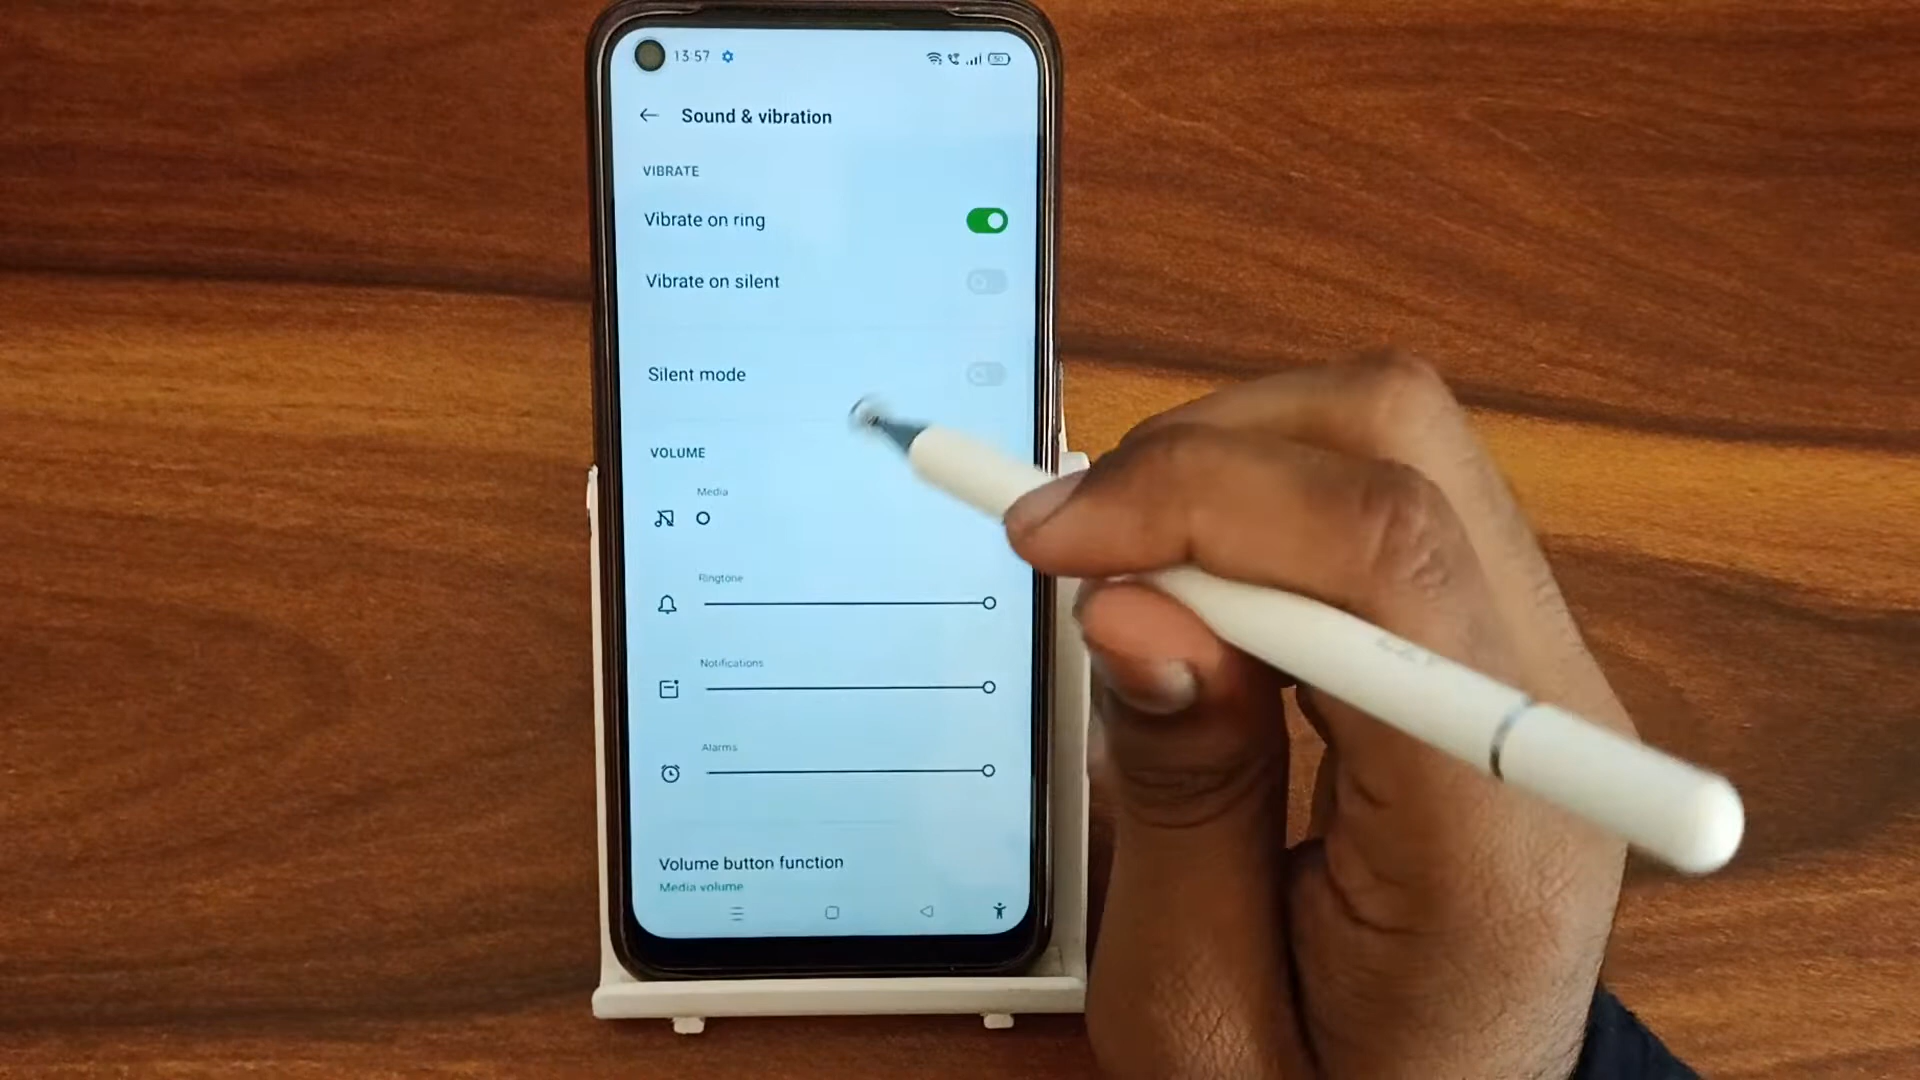 13:57
50
Sound & vibration
VIBRATE
Vibrate on ring
Vibrate on silent
Silent mode
VOLUME
Media
Ringtone
Notifications
Alarms
Volume button function
Media volume